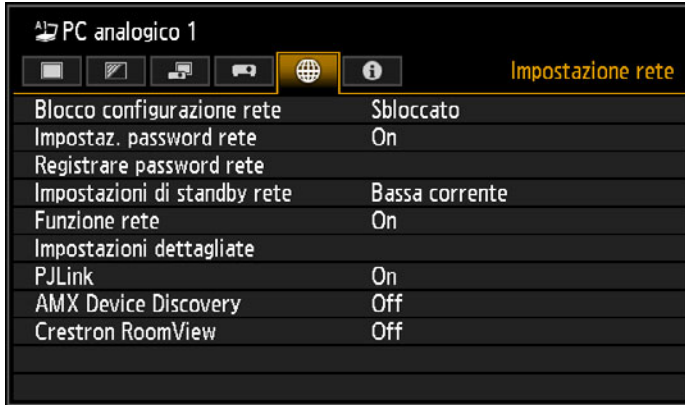 A1 PC analogico 1
Impostazione rete
Blocco configurazione rete Sbloccato
Impostaz. password rete On
Registrare password rete
Impostazioni di standby rete Bassa corrente
Funzione rete On
Impostazioni dettagliate
PJLink On
AMX Device Discovery Off
Crestron RoomView Off